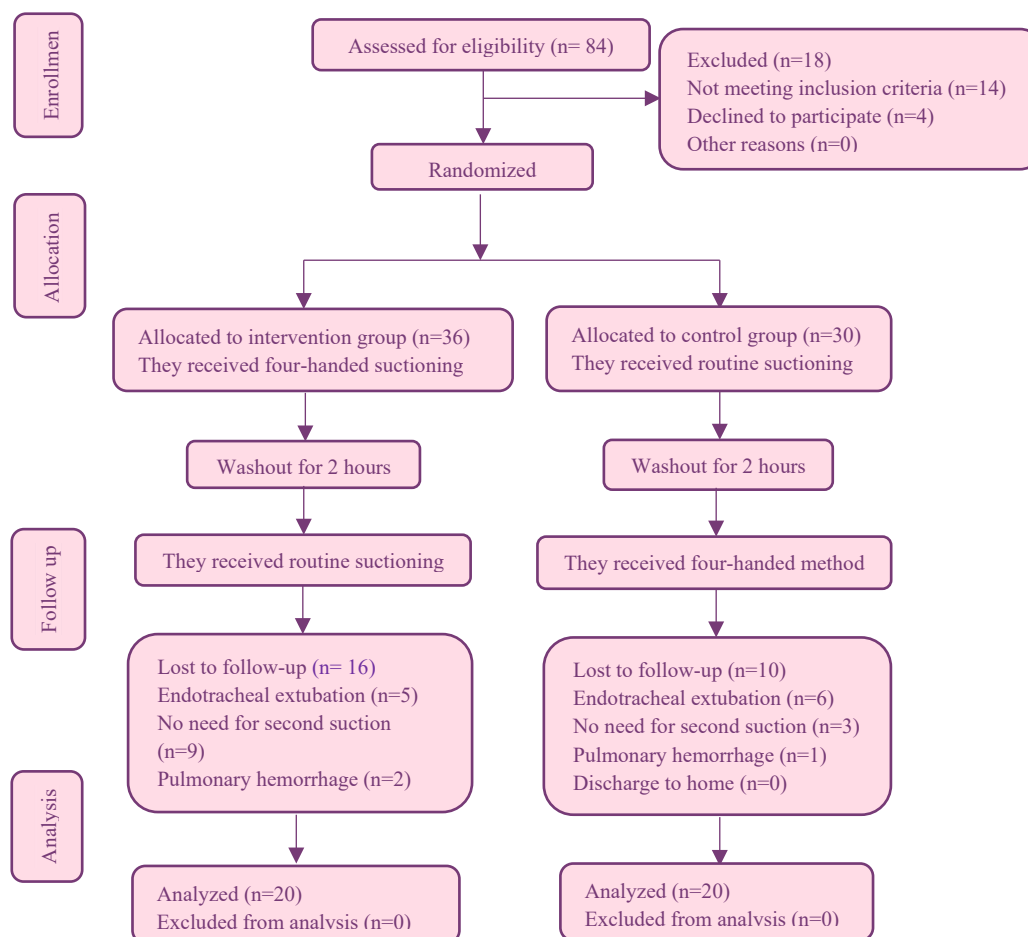 Enrollmen
Assessed for eligibility (n= 84)
Excluded (n=18)
Not meeting inclusion criteria (n=14)
Declined to participate (n=4)
Other reasons (n=0)
Randomized
Allocation
Allocated to intervention group (n=36)
They received four-handed suctioning
Allocated to control group (n=30)
They received routine suctioning
Washout for 2 hours
Washout for 2 hours
Follow up
They received routine suctioning
They received four-handed method
Lost to follow-up (n= 16)
Endotracheal extubation (n=5)
No need for second suction
(n=9)
Pulmonary hemorrhage (n=2)
Lost to follow-up (n=10)
Endotracheal extubation (n=6)
No need for second suction (n=3)
Pulmonary hemorrhage (n=1)
Discharge to home (n=0)
Analysis
Analyzed (n=20)
Excluded from analysis (n=0)
Analyzed (n=20)
Excluded from analysis (n=0)